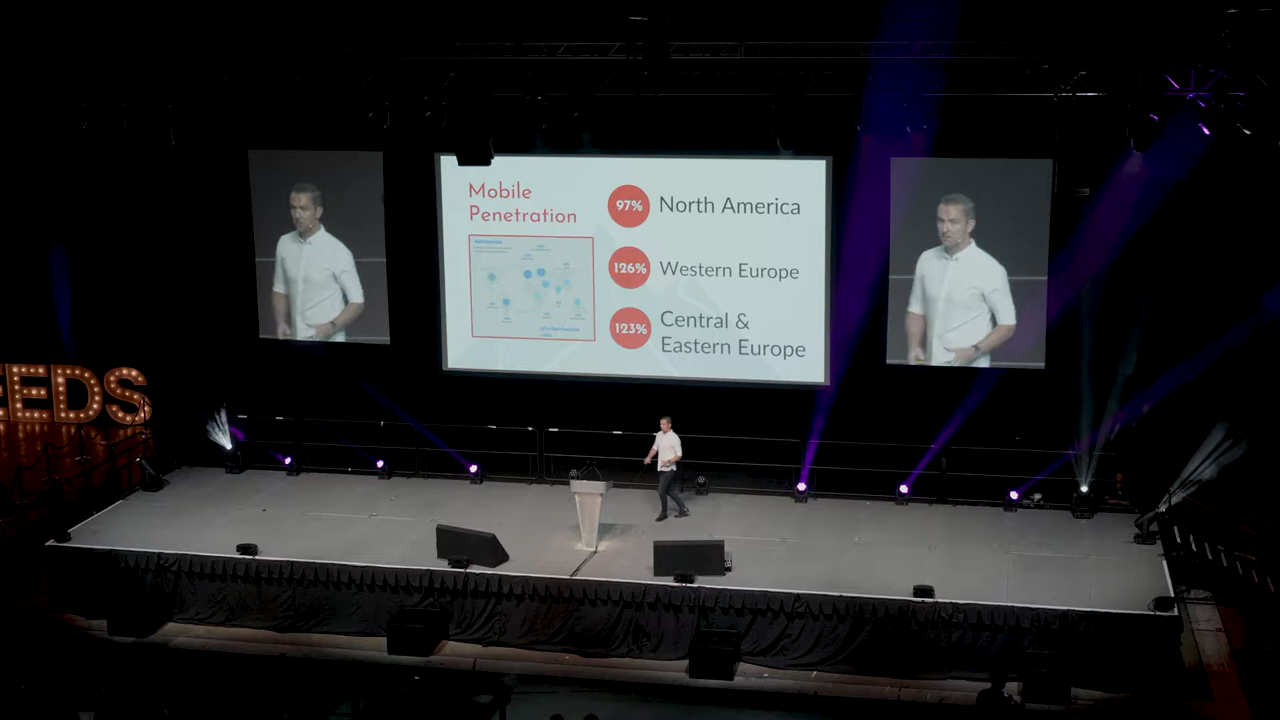 Mobile
Penetration
97%
North America
126%
Western Europe
123%
Central &
Eastern Europe
EEDS